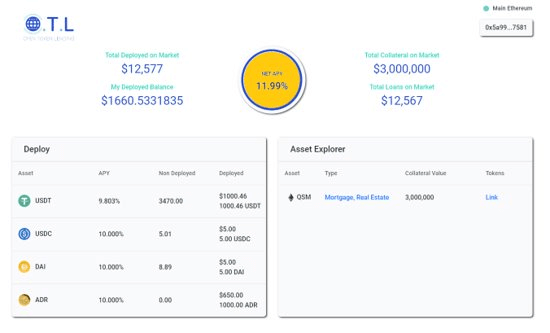 Main Ethereum
0x5a99...7581
O.T.L
OPEN TOKEN LENDING
Total Deployed on Market
$12,577
My Deployed Balance
$1660.5331835
NET APY
11.99%
Total Collateral on Market
$3,000,000
Total Loans on Market
$12,567
Deploy
Asset APY Non Deployed Deployed
USDT 9.803% 3470.00 $1000.46
1000.46 USDT
USDC 10.000% 5.01 $5.00
5.00 USDC
DAI 10.000% 8.89 $5.00
5.00 DAI
ADR 10.000% 0.00 $650.00
1000.00 ADR
Asset Explorer
Asset Type Collateral Value Tokens
QSM Mortgage, Real Estate 3,000,000 Link